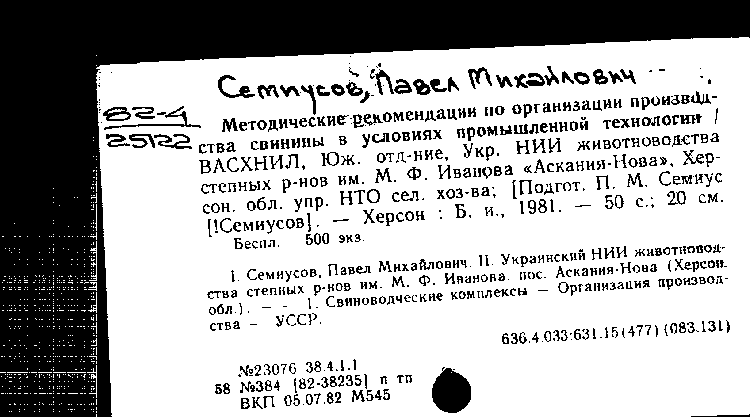 Семиусов, Павел Михайлович
82-4
25122
Методические рекомендации по организации производ-
ства свинины в условиях промышленной технологии /
ВАСХНИЛ, Юж. отд-ние, Укр. НИИ животноводства
степных р-нов им. М. Ф. Иванова «Аскания-Нова», Хер-
сон. обл. упр. НТО сел. хоз-ва; [Подгот. П. М. Семиус
[!Семиусов]. — Херсон : Б. и., 1981. — 50 с.; 20 см.
Беспл. 500 экз.
I. Семиусов, Павел Михайлович. II. Украинский НИИ животновод-
ства степных р-нов им. М. Ф. Иванова. пос. Аскания-Нова (Херсон.
обл.). — - 1. Свиноводческие комплексы — Организация производ-
ства — УССР.
636.4.033:631.15(477) (083.131)
№23076 38.4.1.1
58 №384 [82-38235] п тп
ВКП 05.07.82 М545